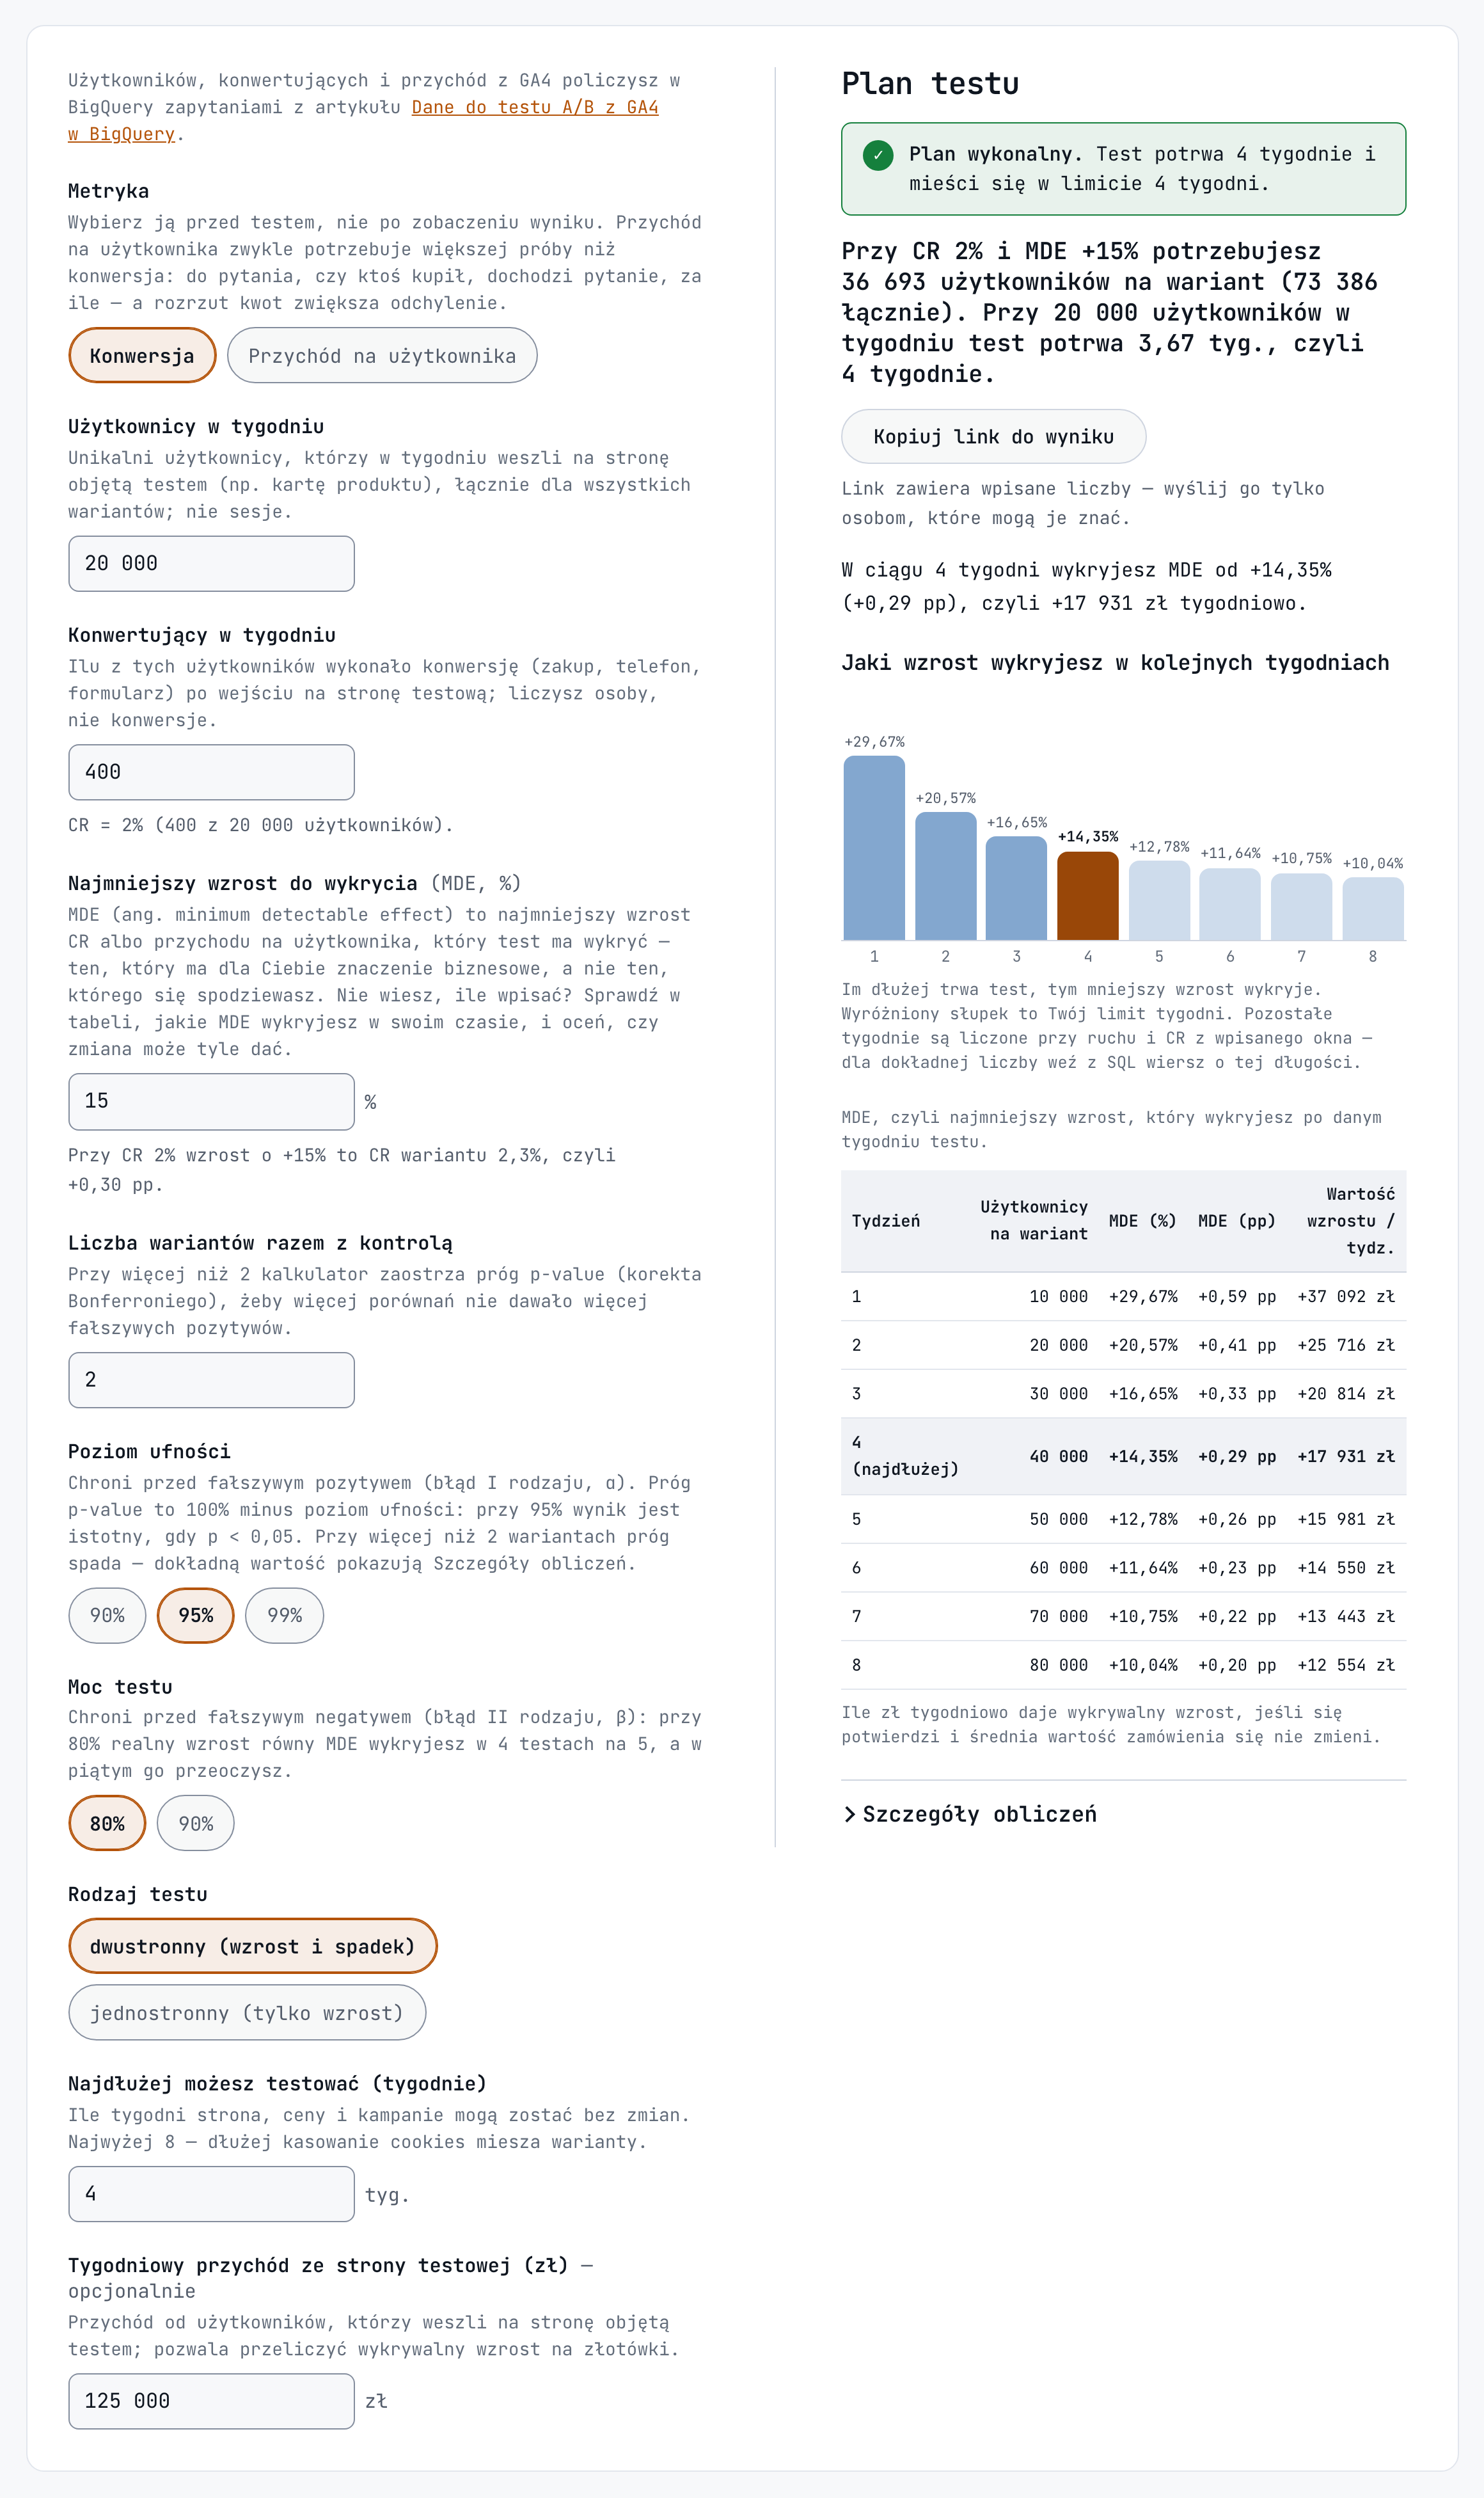 Użytkowników, konwertujących i przychód z GA4 policzysz w
BigQuery zapytaniami z artykułu Dane do testu A/B z GA4
w BigQuery.
Metryka
Wybierz ją przed testem, nie po zobaczeniu wyniku. Przychód
na użytkownika zwykle potrzebuje większej próby niż
konwersja: do pytania, czy ktoś kupił, dochodzi pytanie, za
ile — a rozrzut kwot zwiększa odchylenie.
Konwersja
Przychód na użytkownika
Użytkownicy w tygodniu
Unikalni użytkownicy, którzy w tygodniu weszli na stronę
objętą testem (np. kartę produktu), łącznie dla wszystkich
wariantów; nie sesje.
20 000
Konwertujący w tygodniu
Ilu z tych użytkowników wykonało konwersję (zakup, telefon,
formularz) po wejściu na stronę testową; liczysz osoby,
nie konwersje.
400
CR = 2% (400 z 20 000 użytkowników).
Najmniejszy wzrost do wykrycia (MDE, %)
MDE (ang. minimum detectable effect) to najmniejszy wzrost
CR albo przychodu na użytkownika, który test ma wykryć —
ten, który ma dla Ciebie znaczenie biznesowe, a nie ten,
którego się spodziewasz. Nie wiesz, ile wpisać? Sprawdź w
tabeli, jakie MDE wykryjesz w swoim czasie, i oceń, czy
zmiana może tyle dać.
15 %
Przy CR 2% wzrost o +15% to CR wariantu 2,3%, czyli
+0,30 pp.
Liczba wariantów razem z kontrolą
Przy więcej niż 2 kalkulator zaostrza próg p-value (korekta
Bonferroniego), żeby więcej porównań nie dawało więcej
fałszywych pozytywów.
2
Poziom ufności
Chroni przed fałszywym pozytywem (błąd I rodzaju, α). Próg
p-value to 100% minus poziom ufności: przy 95% wynik jest
istotny, gdy p < 0,05. Przy więcej niż 2 wariantach próg
spada — dokładną wartość pokazują Szczegóły obliczeń.
90% 95% 99%
Moc testu
Chroni przed fałszywym negatywem (błąd II rodzaju, β): przy
80% realny wzrost równy MDE wykryjesz w 4 testach na 5, a w
piątym go przeoczysz.
80% 90%
Rodzaj testu
dwustronny (wzrost i spadek)
jednostronny (tylko wzrost)
Najdłużej możesz testować (tygodnie)
Ile tygodni strona, ceny i kampanie mogą zostać bez zmian.
Najwyżej 8 — dłużej kasowanie cookies miesza warianty.
4 tyg.
Tygodniowy przychód ze strony testowej (zł) —
opcjonalnie
Przychód od użytkowników, którzy weszli na stronę objętą
testem; pozwala przeliczyć wykrywalny wzrost na złotówki.
125 000 zł
Plan testu
✓ Plan wykonalny. Test potrwa 4 tygodnie i
mieści się w limicie 4 tygodni.
Przy CR 2% i MDE +15% potrzebujesz
36 693 użytkowników na wariant (73 386
łącznie). Przy 20 000 użytkowników w
tygodniu test potrwa 3,67 tyg., czyli
4 tygodnie.
Kopiuj link do wyniku
Link zawiera wpisane liczby — wyślij go tylko
osobom, które mogą je znać.
W ciągu 4 tygodni wykryjesz MDE od +14,35%
(+0,29 pp), czyli +17 931 zł tygodniowo.
Jaki wzrost wykryjesz w kolejnych tygodniach
+29,67% +20,57% +16,65% +14,35% +12,78% +11,64% +10,75% +10,04%
1 2 3 4 5 6 7 8
Im dłużej trwa test, tym mniejszy wzrost wykryje.
Wyróżniony słupek to Twój limit tygodni. Pozostałe
tygodnie są liczone przy ruchu i CR z wpisanego okna —
dla dokładnej liczby weź z SQL wiersz o tej długości.
MDE, czyli najmniejszy wzrost, który wykryjesz po danym
tygodniu testu.
Tydzień Użytkownicy na wariant MDE (%) MDE (pp) Wartość wzrostu / tydz.
1 10 000 +29,67% +0,59 pp +37 092 zł
2 20 000 +20,57% +0,41 pp +25 716 zł
3 30 000 +16,65% +0,33 pp +20 814 zł
4 (najdłużej) 40 000 +14,35% +0,29 pp +17 931 zł
5 50 000 +12,78% +0,26 pp +15 981 zł
6 60 000 +11,64% +0,23 pp +14 550 zł
7 70 000 +10,75% +0,22 pp +13 443 zł
8 80 000 +10,04% +0,20 pp +12 554 zł
Ile zł tygodniowo daje wykrywalny wzrost, jeśli się
potwierdzi i średnia wartość zamówienia się nie zmieni.
Szczegóły obliczeń